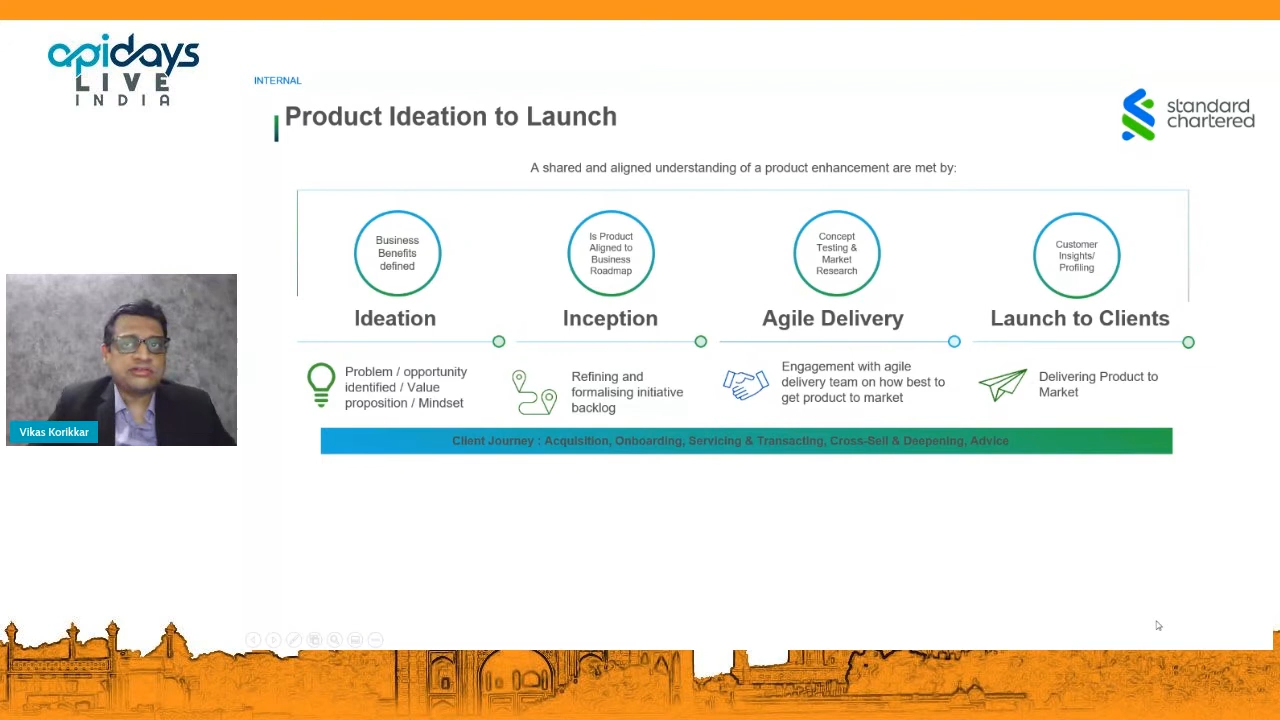 apidays
LIVE
INDIA
INTERNAL
Product Ideation to Launch
standard
chartered
A shared and aligned understanding of a product enhancement are met by:
Business
Benefits
defined
Is Product
Aligned to
Business
Roadmap
Concept
Testing &
Market
Research
Customer
Insights/
Profiling
Ideation
Inception
Agile Delivery
Launch to Clients
Problem / opportunity
identified / Value
proposition / Mindset
Refining and
formalising initiative
backlog
Engagement with agile
delivery team on how best to
get product to market
Delivering Product to
Market
Client Journey : Acquisition, Onboarding, Servicing & Transacting, Cross-Sell & Deepening, Advice
Vikas Korikkar